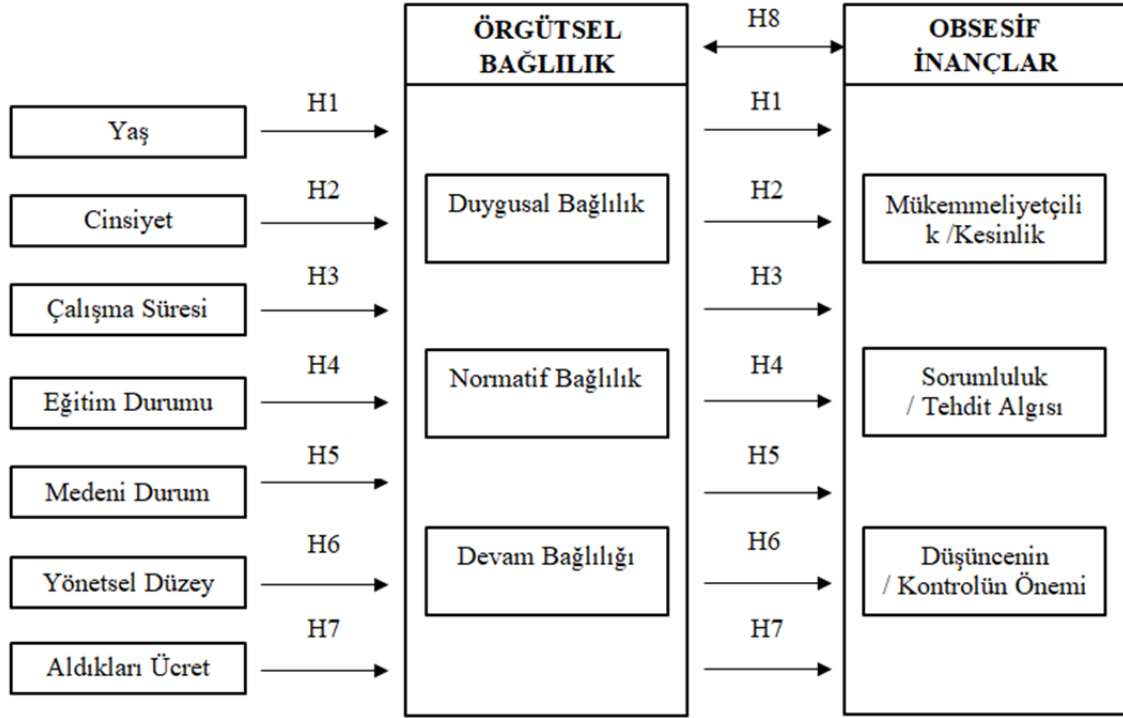 ÖRGÜTSEL
BAĞLILIK
H8
OBSESİF
İNANÇLAR
Yaş
H1
H1
Cinsiyet
H2
Duygusal Bağlılık
H2
Mükemmeliyetçili
k /Kesinlik
Çalışma Süresi
H3
H3
Eğitim Durumu
H4
Normatif Bağlılık
H4
Sorumluluk
/ Tehdit Algısı
Medeni Durum
H5
H5
Yönetsel Düzey
H6
Devam Bağlılığı
H6
Düşüncenin
/ Kontrolün Önemi
Aldıkları Ücret
H7
H7